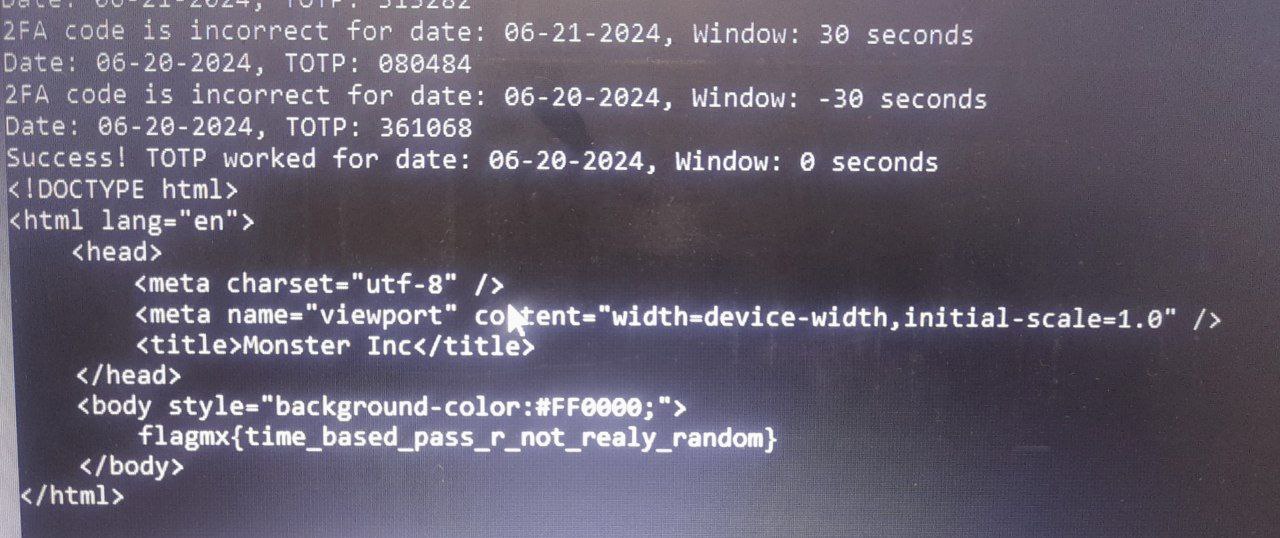 Date: 06-21-2024, TOTP: 515282
2FA code is incorrect for date: 06-21-2024, Window: 30 seconds
Date: 06-20-2024, TOTP: 080484
2FA code is incorrect for date: 06-20-2024, Window: -30 seconds
Date: 06-20-2024, TOTP: 361068
Success! TOTP worked for date: 06-20-2024, Window: 0 seconds
<!DOCTYPE html>
<html lang="en">
<head>
<meta charset="utf-8" />
<meta name="viewport" content="width=device-width,initial-scale=1.0" />
<title>Monster Inc</title>
</head>
<body style="background-color:#FF0000;">
flagmx{time_based_pass_r_not_realy_random}
</body>
</html>